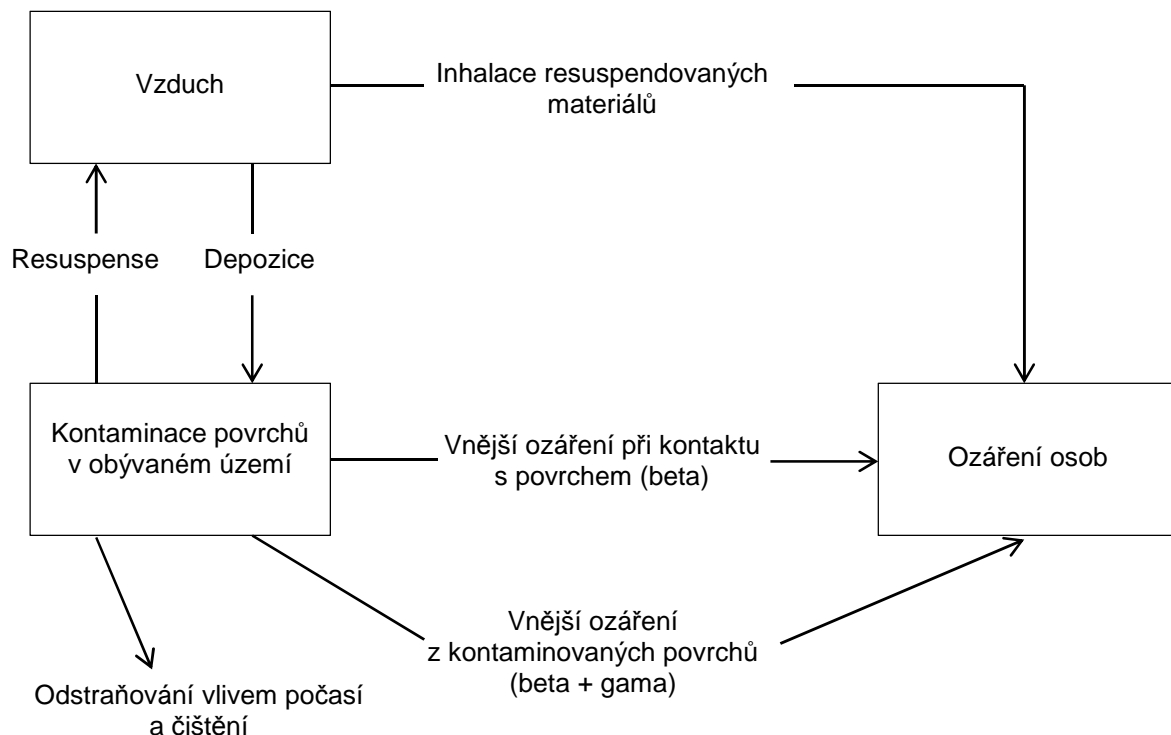 Vzduch
Inhalace resuspendovaných
materiálů
Resuspense
Depozice
Kontaminace povrchů
v obývaném území
Vnější ozáření při kontaktu
s povrchem (beta)
Ozáření osob
Vnější ozáření
z kontaminovaných povrchů
(beta + gama)
Odstraňování vlivem počasí
a čištění